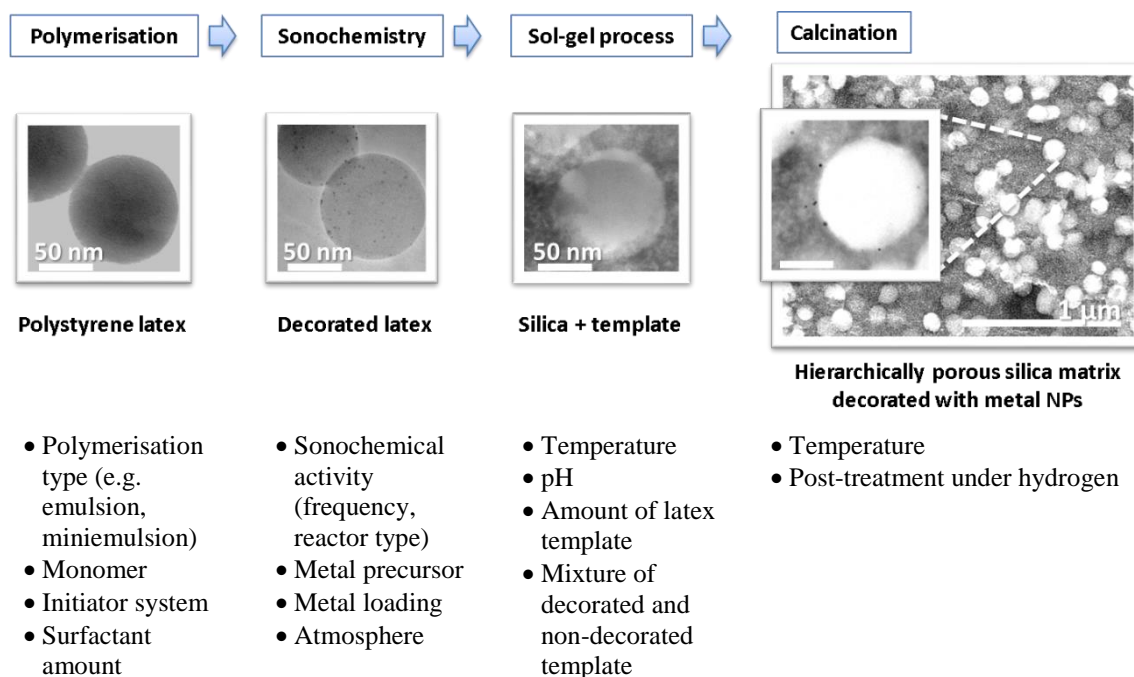 Polymerisation
Sonochemistry
Sol-gel process
Calcination
50 nm
50 nm
50 nm
1 µm
Polystyrene latex
Decorated latex
Silica + template
Hierarchically porous silica matrix
decorated with metal NPs
• Polymerisation
type (e.g.
emulsion,
miniemulsion)
• Monomer
• Initiator system
• Surfactant
amount
• Sonochemical
activity
(frequency,
reactor type)
• Metal precursor
• Metal loading
• Atmosphere
• Temperature
• pH
• Amount of latex
template
• Mixture of
decorated and
non-decorated
template
• Temperature
• Post-treatment under hydrogen